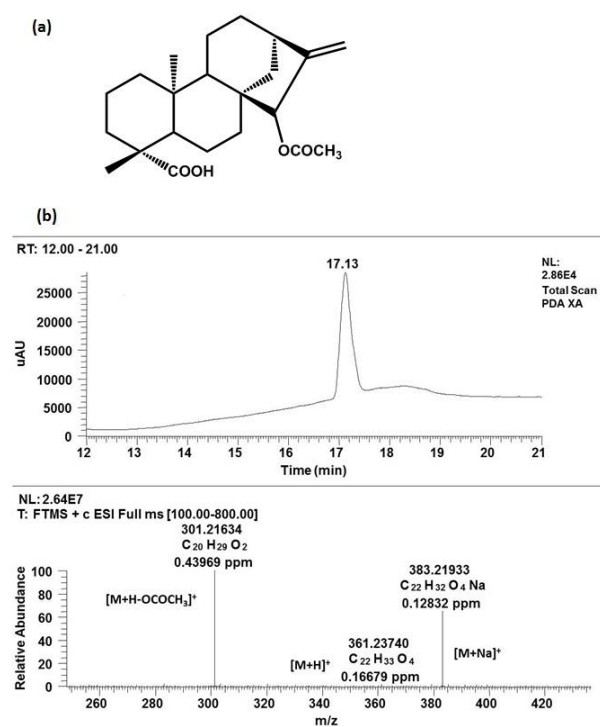 (a)
COOH
OCOCH3
(b)
RT: 12.00 - 21.00
17.13
NL:
2.86E4
Total Scan
PDA XA
uAU
25000
20000
15000
10000
5000
0
12 13 14 15 16 17 18 19 20 21
Time (min)
NL: 2.64E7
T: FTMS + c ESI Full ms [100.00-800.00]
301.21634
C20 H29 O2
0.43969 ppm
[M+H-OCOCH3]+
383.21933
C22 H32 O4 Na
0.12832 ppm
[M+Na]+
361.23740
[M+H]+ C22 H33 O4
0.16679 ppm
Relative Abundance
100
80
60
40
20
0
260 280 300 320 340 360 380 400 420
m/z